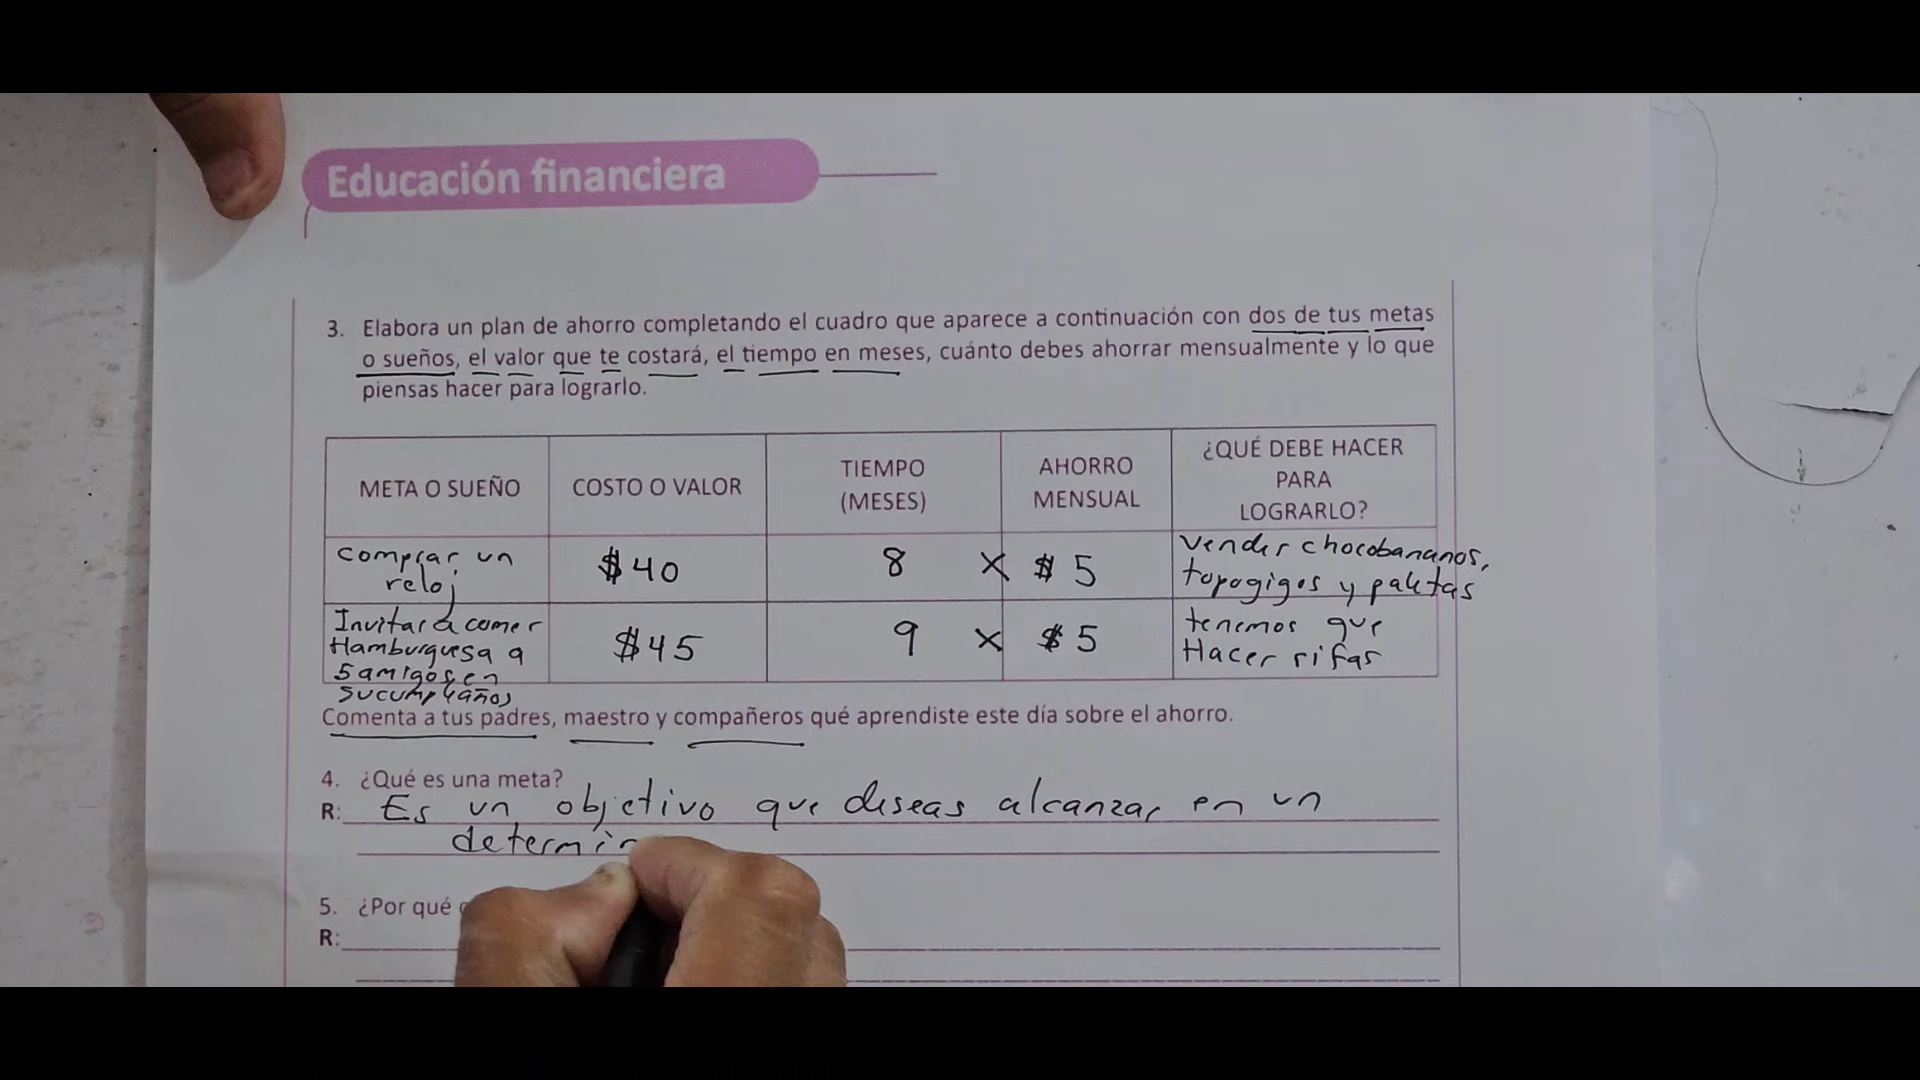 Educación financiera
3. Elabora un plan de ahorro completando el cuadro que aparece a continuación con dos de tus metas
o sueños, el valor que te costará, el tiempo en meses, cuánto debes ahorrar mensualmente y lo que
piensas hacer para lograrlo.
META O SUEÑO
COSTO O VALOR
TIEMPO
(MESES)
AHORRO
MENSUAL
¿QUÉ DEBE HACER
PARA
LOGRARLO?
comprar un
reloj
$40
8 x
$ 5
vender chocobananos,
topogigos y paletas
Invitar a comer
Hamburguesa a
5 amigos en
su cumpleaños
$45
9 x
$5
tenemos que
Hacer rifas
Comenta a tus padres, maestro y compañeros qué aprendiste este día sobre el ahorro.
4. ¿Qué es una meta?
R: Es un objetivo que deseas alcanzar en un
determin
5. ¿Por qué
R: